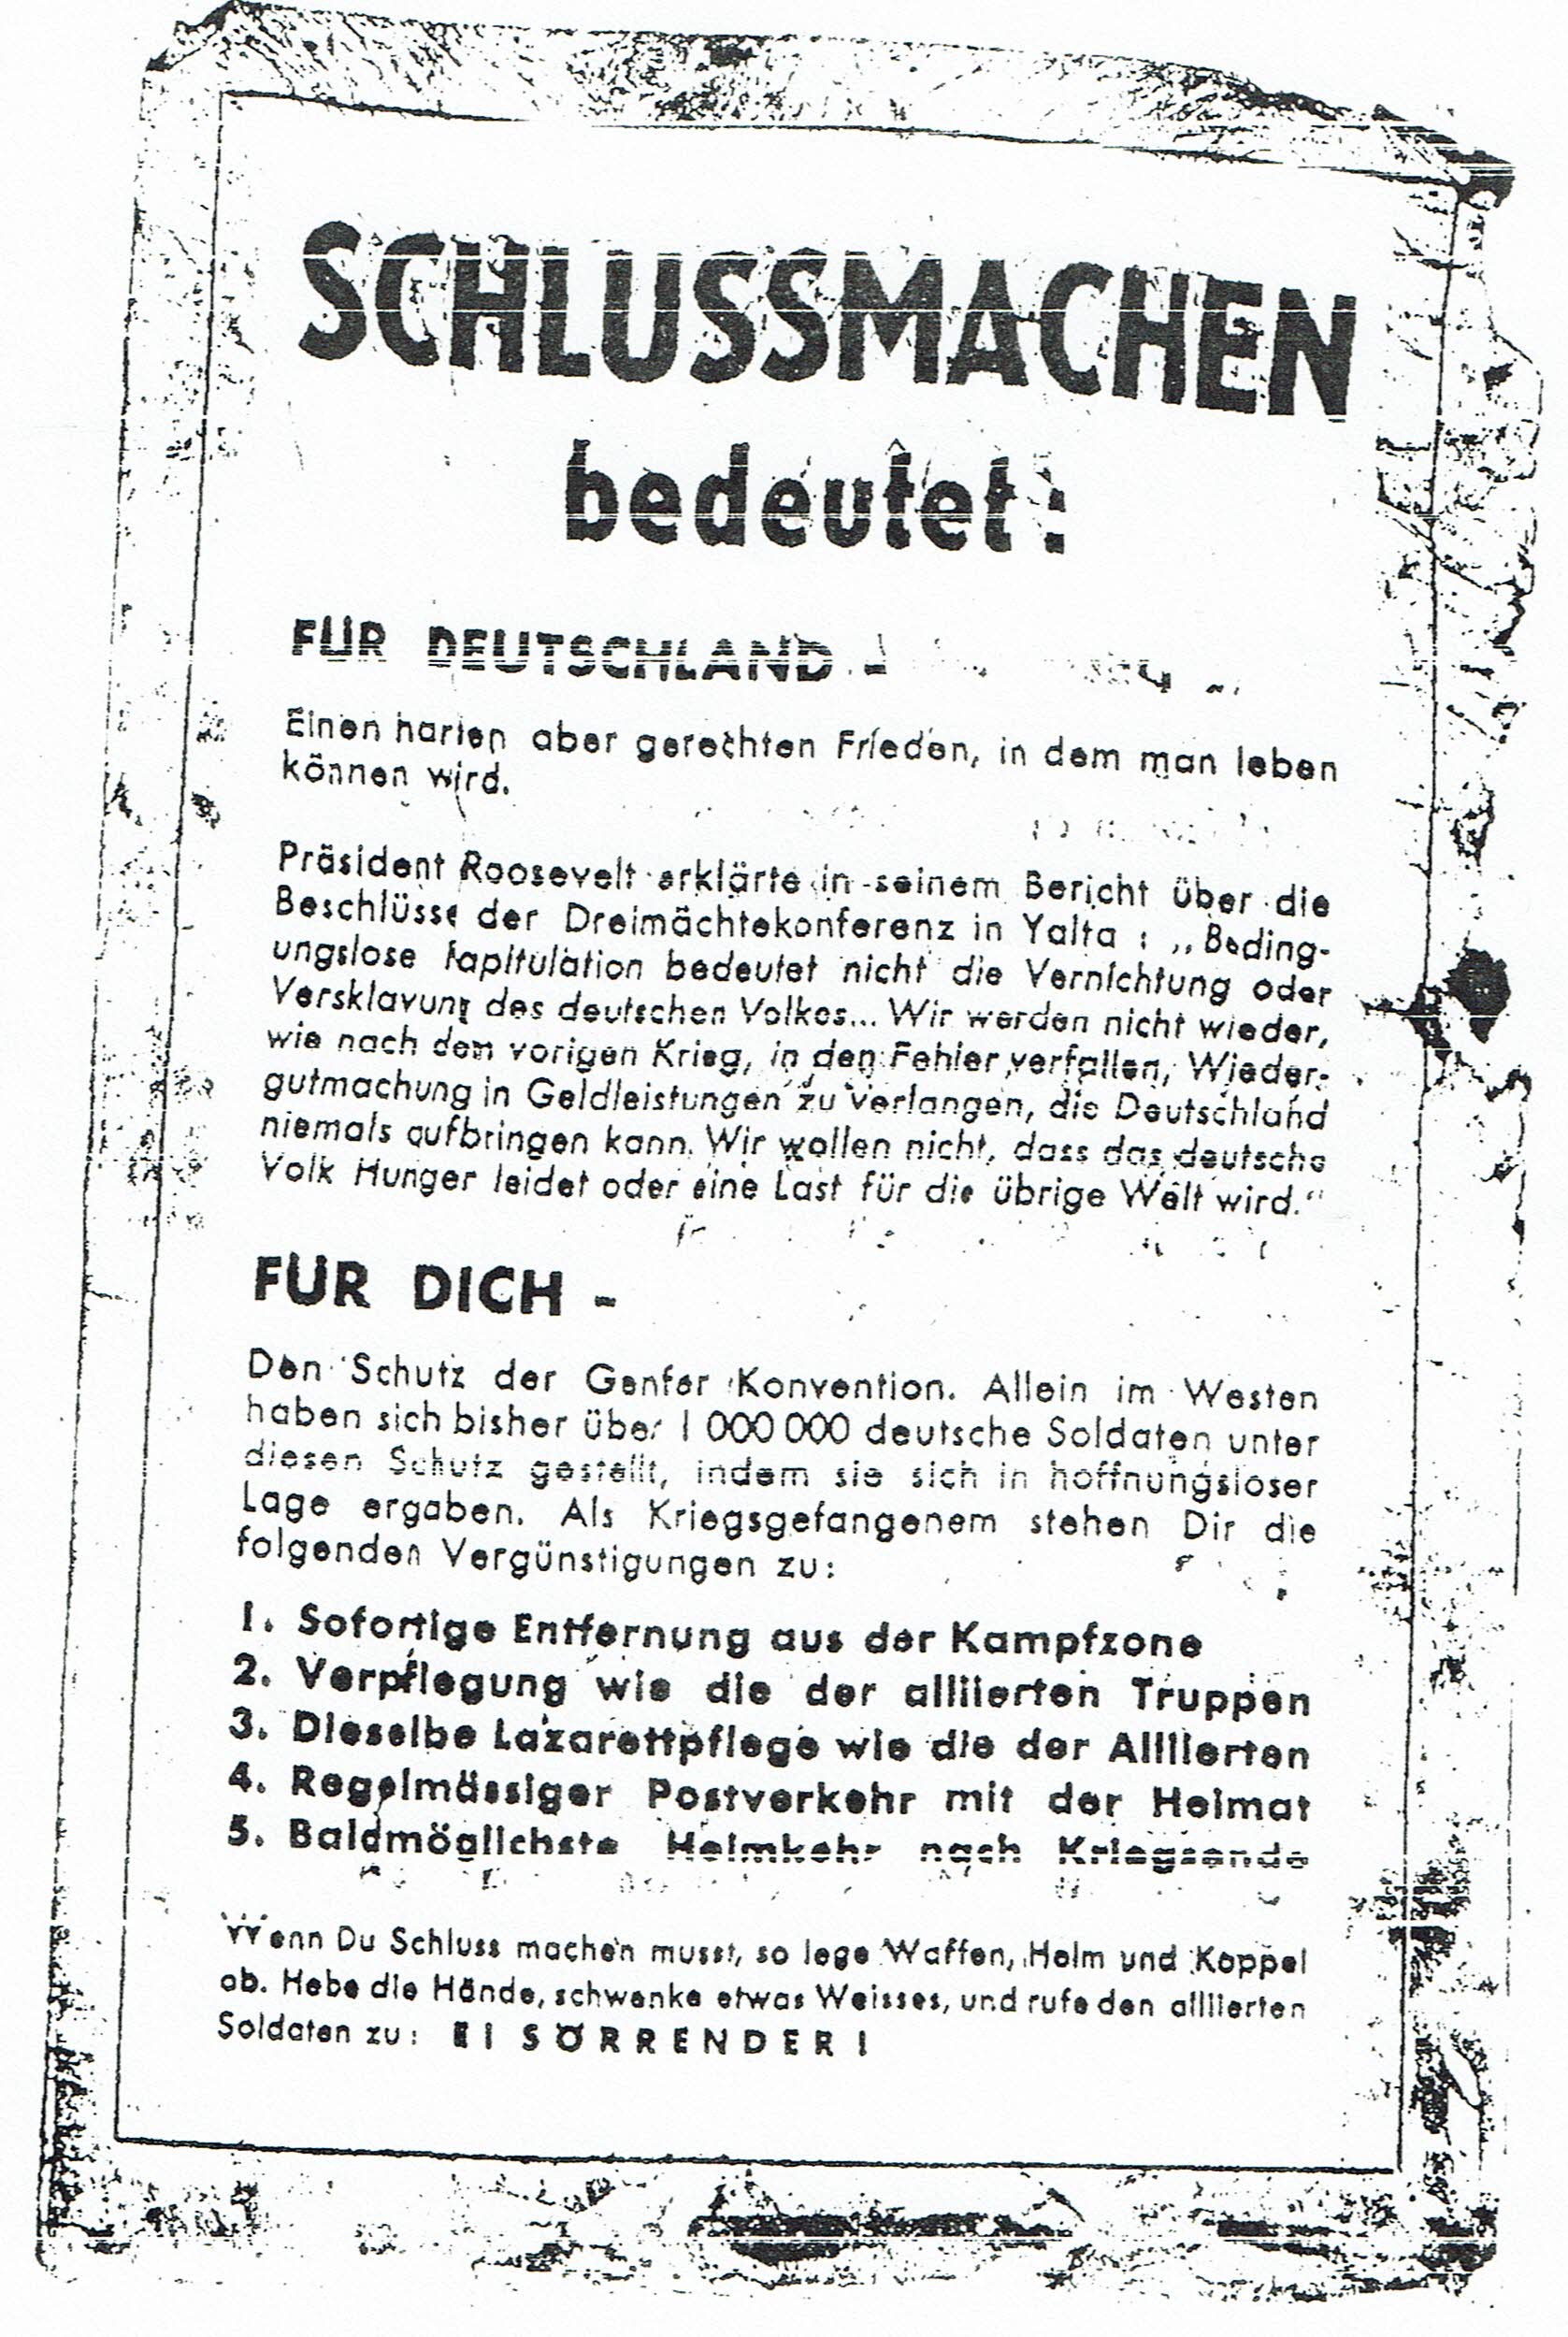 SCHLUSSMACHEN
bedeutet:
FÜR DEUTSCHLAND -
Einen harten aber gerechten Frieden, in dem man leben
können wird.
Präsident Roosevelt erklärte in seinem Bericht über die
Beschlüsse der Dreimächtekonferenz in Yalta : „Beding-
ungslose Kapitulation bedeutet nicht die Vernichtung oder
Versklavung des deutschen Volkes... Wir werden nicht wieder,
wie nach dem vorigen Krieg, in den Fehler verfallen, Wieder-
gutmachung in Geldleistungen zu verlangen, die Deutschland
niemals aufbringen kann. Wir wollen nicht, dass das deutsche
Volk Hunger leidet oder eine Last für die übrige Welt wird.“
FÜR DICH -
Den Schutz der Genfer Konvention. Allein im Westen
haben sich bisher über 1 000 000 deutsche Soldaten unter
diesen Schutz gestellt, indem sie sich in hoffnungsloser
Lage ergaben. Als Kriegsgefangenem stehen Dir die
folgenden Vergünstigungen zu:
1. Sofortige Entfernung aus der Kampfzone
2. Verpflegung wie die der alliierten Truppen
3. Dieselbe Lazarettpflege wie die der Alliierten
4. Regelmässiger Postverkehr mit der Heimat
5. Baldmöglichste Heimkehr nach Kriegsende
Wenn Du Schluss machen musst, so lege Waffen, Helm und Koppel
ab. Hebe die Hände, schwenke etwas Weisses, und rufe den alliierten
Soldaten zu: EI SÖRRENDER!